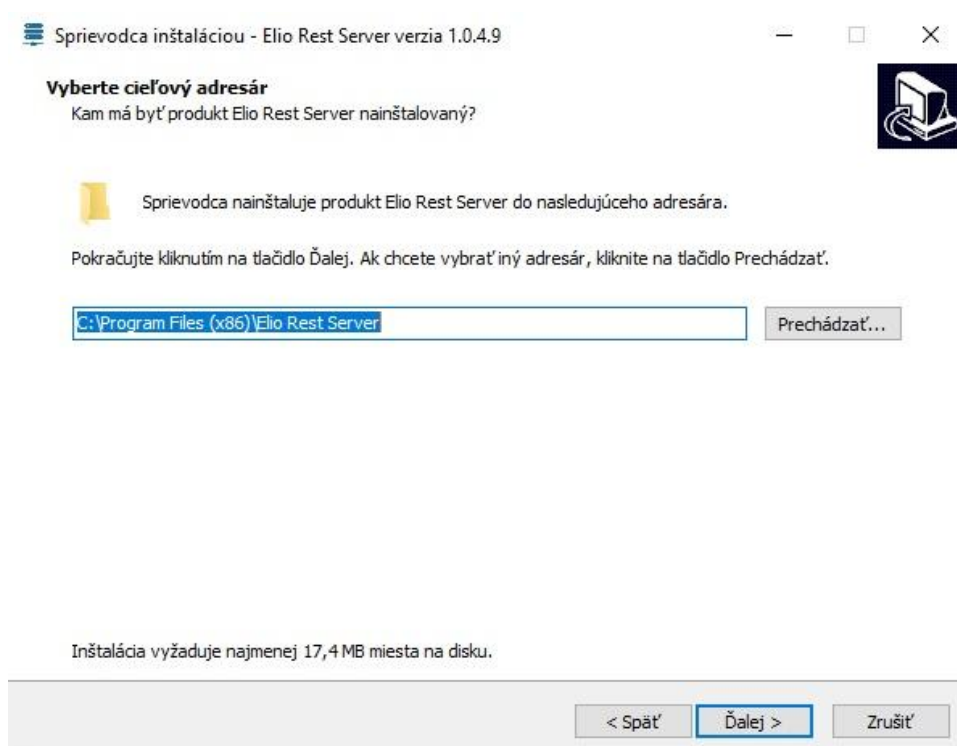 Sprievodca inštaláciou - Elio Rest Server verzia 1.0.4.9
Vyberte cieľový adresár
Kam má byť produkt Elio Rest Server nainštalovaný?
Sprievodca nainštaluje produkt Elio Rest Server do nasledujúceho adresára.
Pokračujte kliknutím na tlačidlo Ďalej. Ak chcete vybrať iný adresár, kliknite na tlačidlo Prechádzať.
C:\Program Files (x86)\Elio Rest Server
Prechádzať...
Inštalácia vyžaduje najmenej 17,4 MB miesta na disku.
< Späť
Ďalej >
Zrušiť